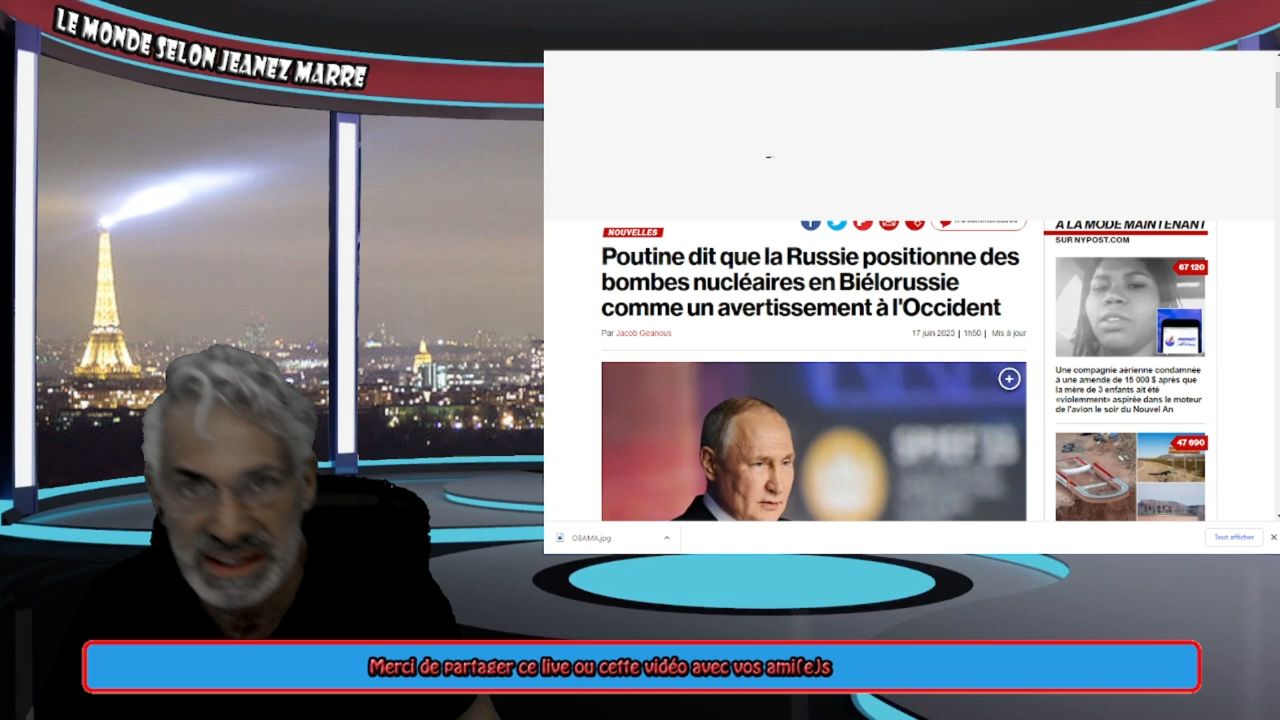 LE MONDE SELON JEANEZ MARRE
A LA MODE MAINTENANT
NOUVELLES
SUR NYPOST.COM
Poutine dit que la Russie positionne des
bombes nucléaires en Biélorussie
comme un avertissement à l'Occident
Par Jacob Geanous
17 juin 2023 | 1h50 | Mis à jour
67 120
Une compagnie aérienne condamnée
à une amende de 15 000 $ après que
la mère de 3 enfants ait été
«violemment» aspirée dans le moteur
de l'avion le soir du Nouvel An
47 690
OBAMA.jpg
Tout afficher
Merci de partager ce live ou cette vidéo avec vos ami(e)s